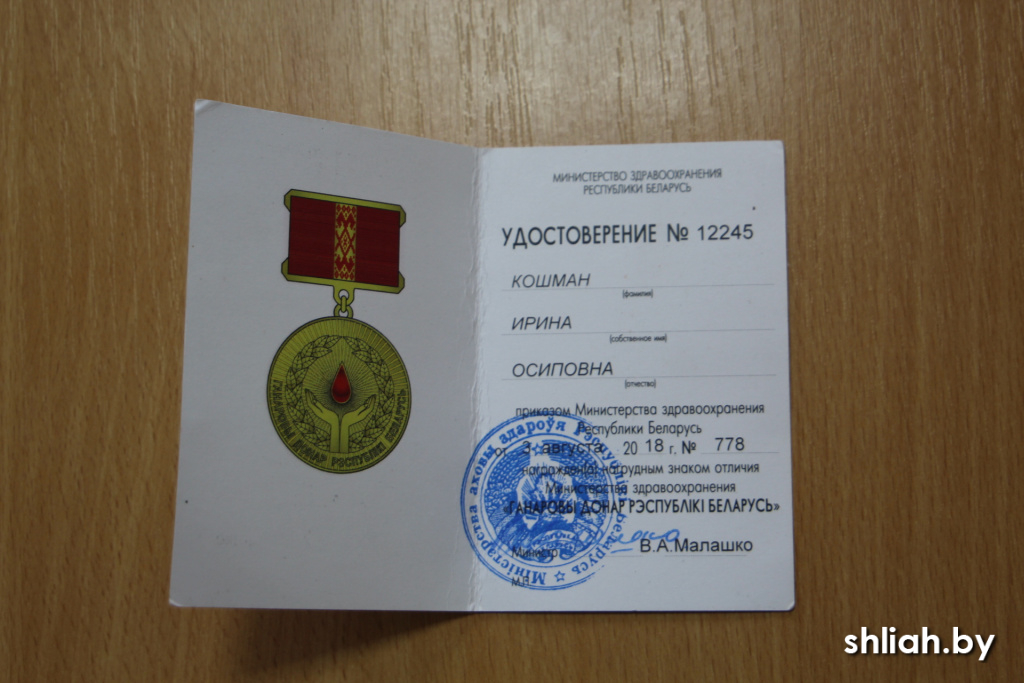 ГАНАРОВЫ ДОНАР РЭСПУБЛІКІ БЕЛАРУСЬ
МИНИСТЕРСТВО ЗДРАВООХРАНЕНИЯ
РЕСПУБЛИКИ БЕЛАРУСЬ
УДОСТОВЕРЕНИЕ № 12245
КОШМАН
(фамилия)
ИРИНА
(собственное имя)
ОСИПОВНА
(отчество)
приказом Министерства здравоохранения
Республики Беларусь
от 3 августа 2018 г. № 778
награжден(а) нагрудным знаком отличия
Министерства здравоохранения
«ГАНАРОВЫ ДОНАР РЭСПУБЛІКІ БЕЛАРУСЬ»
Министр В.А.Малашко
М.П.
Міністэрства аховы здароўя Рэспублікі Беларусь
shliah.by